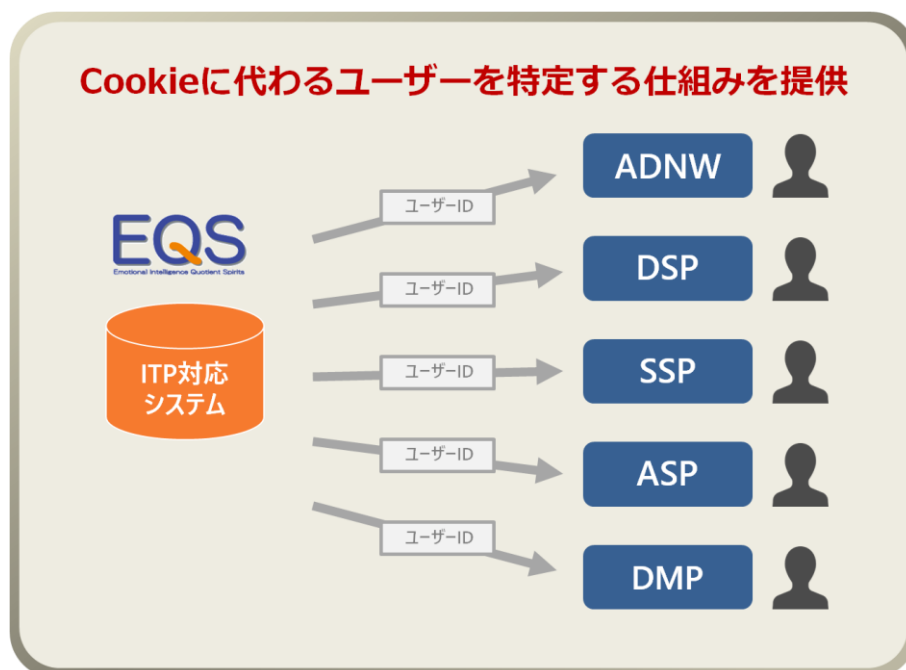 Cookieに代わるユーザーを特定する仕組みを提供
EQS
Emotional Intelligence Quotient Spirits
ITP対応
システム
ユーザーID
ADNW
ユーザーID
DSP
ユーザーID
SSP
ユーザーID
ASP
ユーザーID
DMP